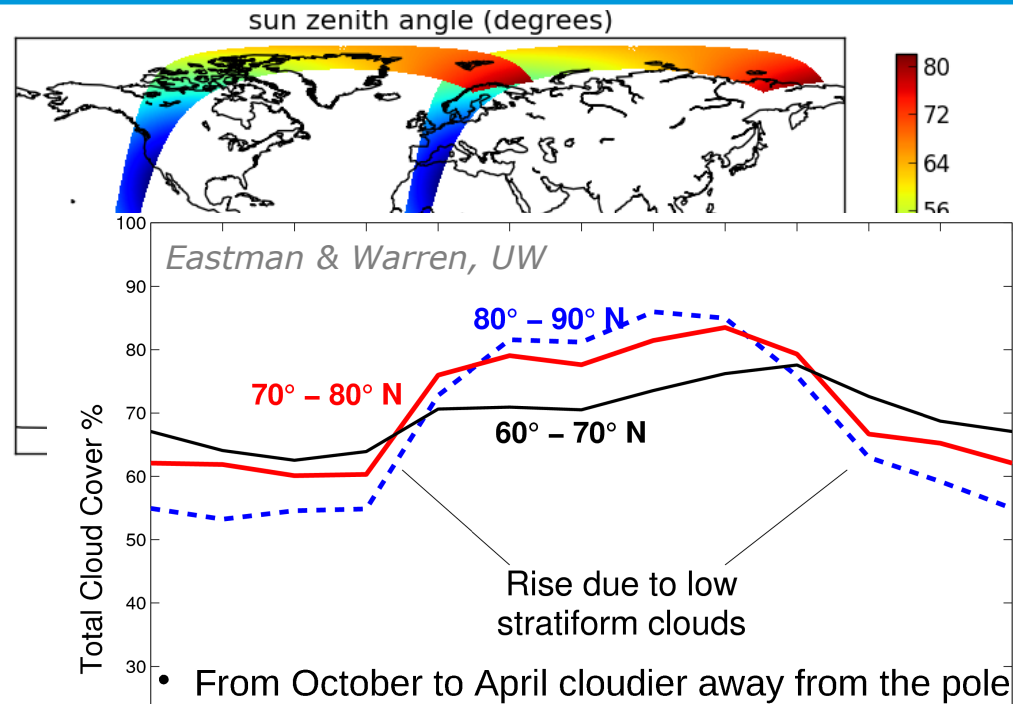 sun zenith angle (degrees)
80
72
64
56
100
Eastman & Warren, UW
90
80° – 90° N
80
70° – 80° N
70
60° – 70° N
60
Total Cloud Cover %
50
Rise due to low
stratiform clouds
40
30
• From October to April cloudier away from the pole